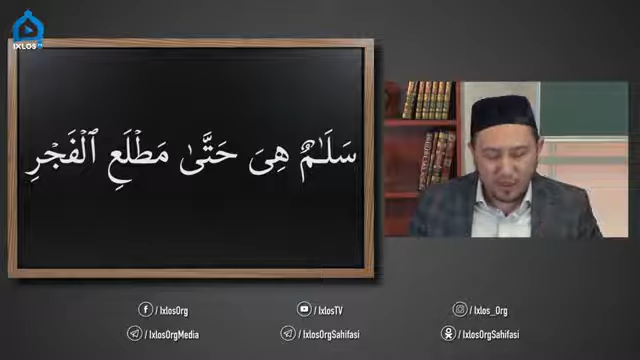 IXLOS
سَلَـٰمٌ هِىَ حَتَّىٰ مَطْلَعِ ٱلْفَجْرِ
/ IxlosOrg
/ IxlosTV
/ Ixlos_Org
/ IxlosOrgMedia
/ IxlosOrgSahifasi
/ IxlosOrgSahifasi